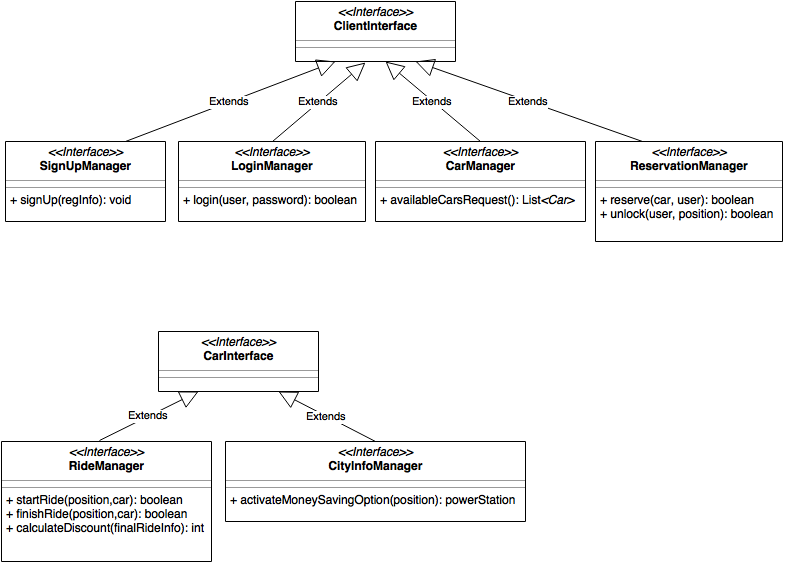 <<Interface>>
ClientInterface
Extends
Extends
Extends
Extends
<<Interface>>
SignUpManager
+ signUp(regInfo): void
<<Interface>>
LoginManager
+ login(user, password): boolean
<<Interface>>
CarManager
+ availableCarsRequest(): List<Car>
<<Interface>>
ReservationManager
+ reserve(car, user): boolean
+ unlock(user, position): boolean
<<Interface>>
CarInterface
Extends
Extends
<<Interface>>
RideManager
+ startRide(position,car): boolean
+ finishRide(position,car): boolean
+ calculateDiscount(finalRideInfo): int
<<Interface>>
CityInfoManager
+ activateMoneySavingOption(position): powerStation